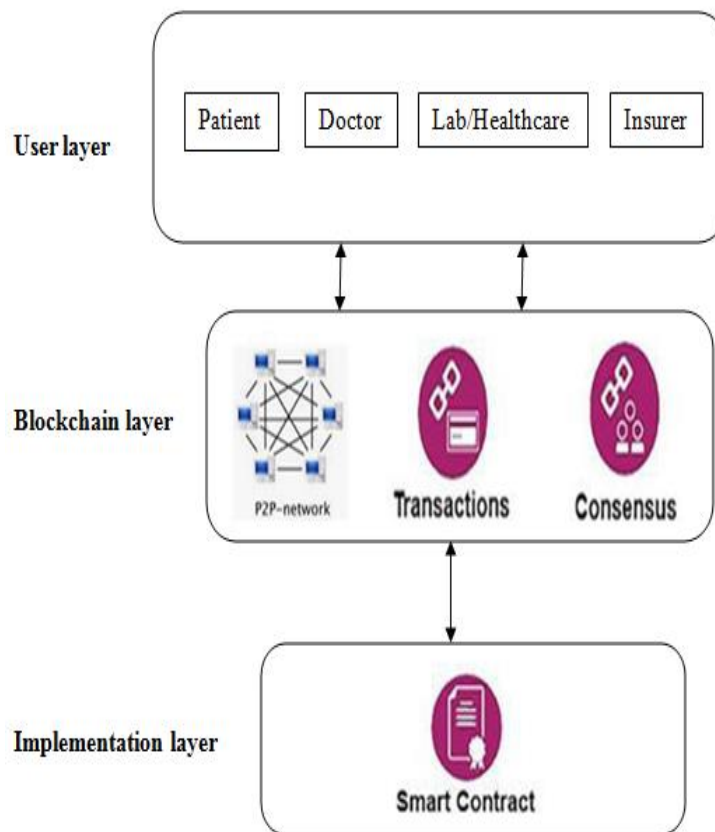 User layer
Patient
Doctor
Lab/Healthcare
Insurer
Blockchain layer
P2P-network
Transactions
Consensus
Implementation layer
Smart Contract